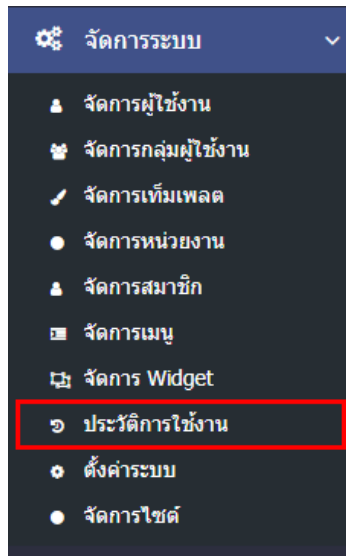 จัดการระบบ
จัดการผู้ใช้งาน
จัดการกลุ่มผู้ใช้งาน
จัดการเท็มเพลต
จัดการหน่วยงาน
จัดการสมาชิก
จัดการเมนู
จัดการ Widget
ประวัติการใช้งาน
ตั้งค่าระบบ
จัดการไซต์